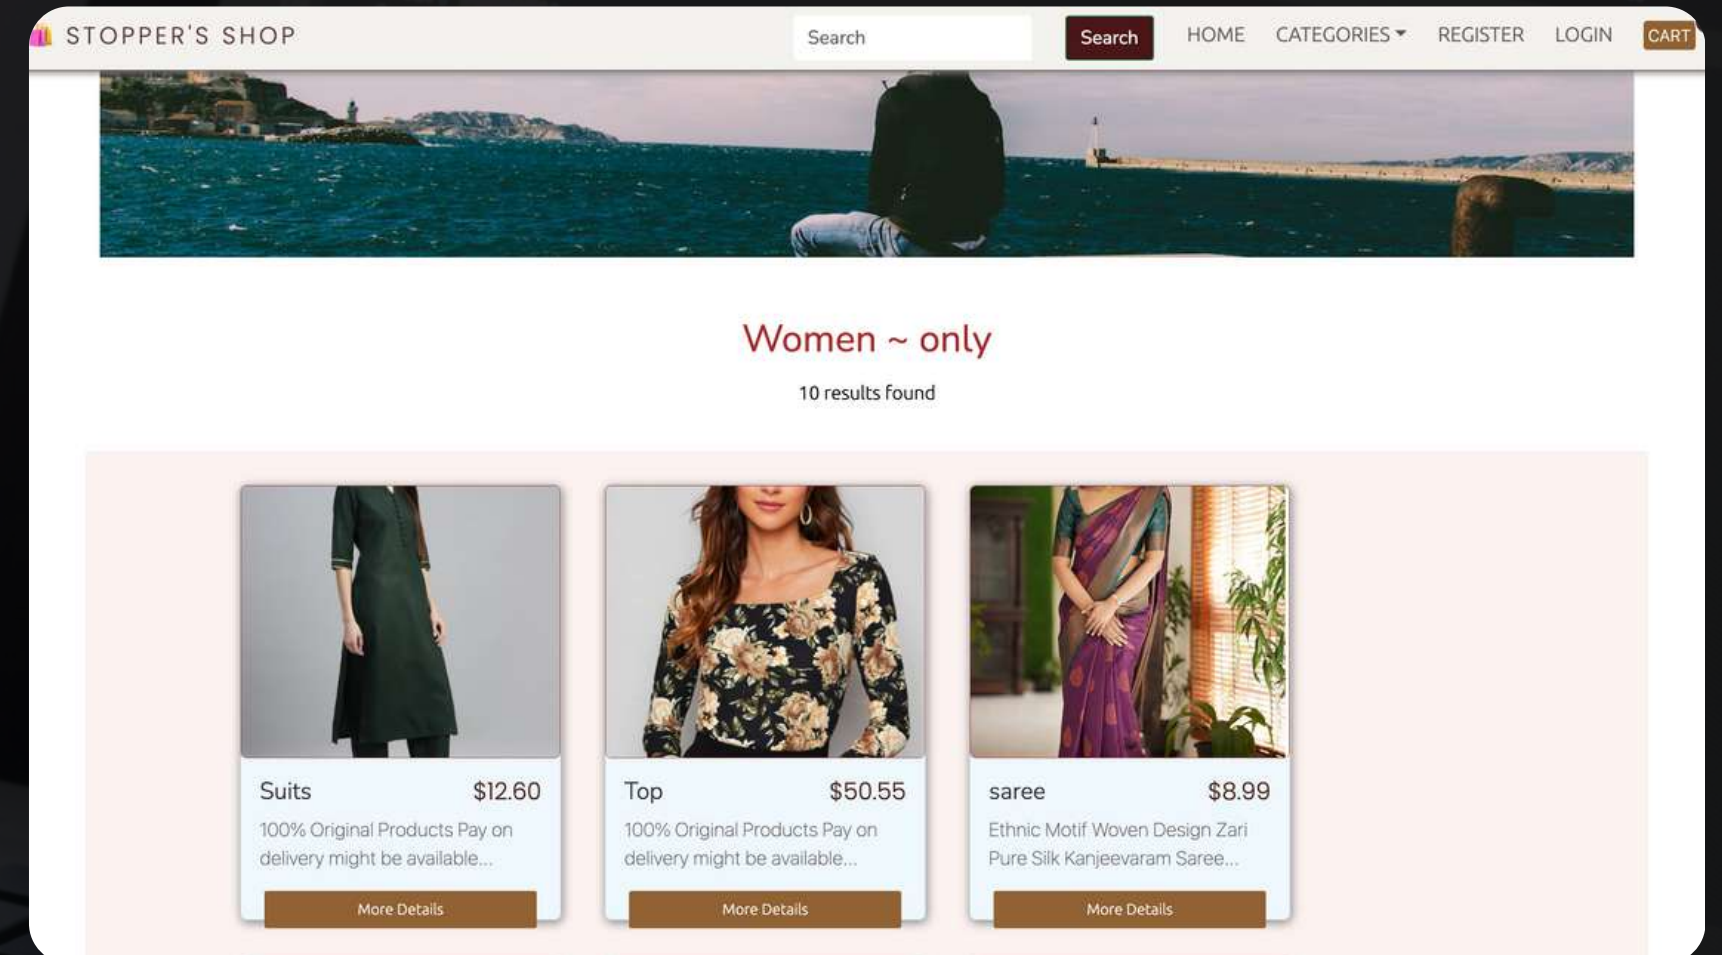 STOPPER'S SHOP
Search
Search
HOME
CATEGORIES
REGISTER
LOGIN
CART
Women ~ only
10 results found
Suits $12.60
100% Original Products Pay on
delivery might be available...
More Details
Top $50.55
100% Original Products Pay on
delivery might be available...
More Details
saree $8.99
Ethnic Motif Woven Design Zari
Pure Silk Kanjeevaram Saree...
More Details